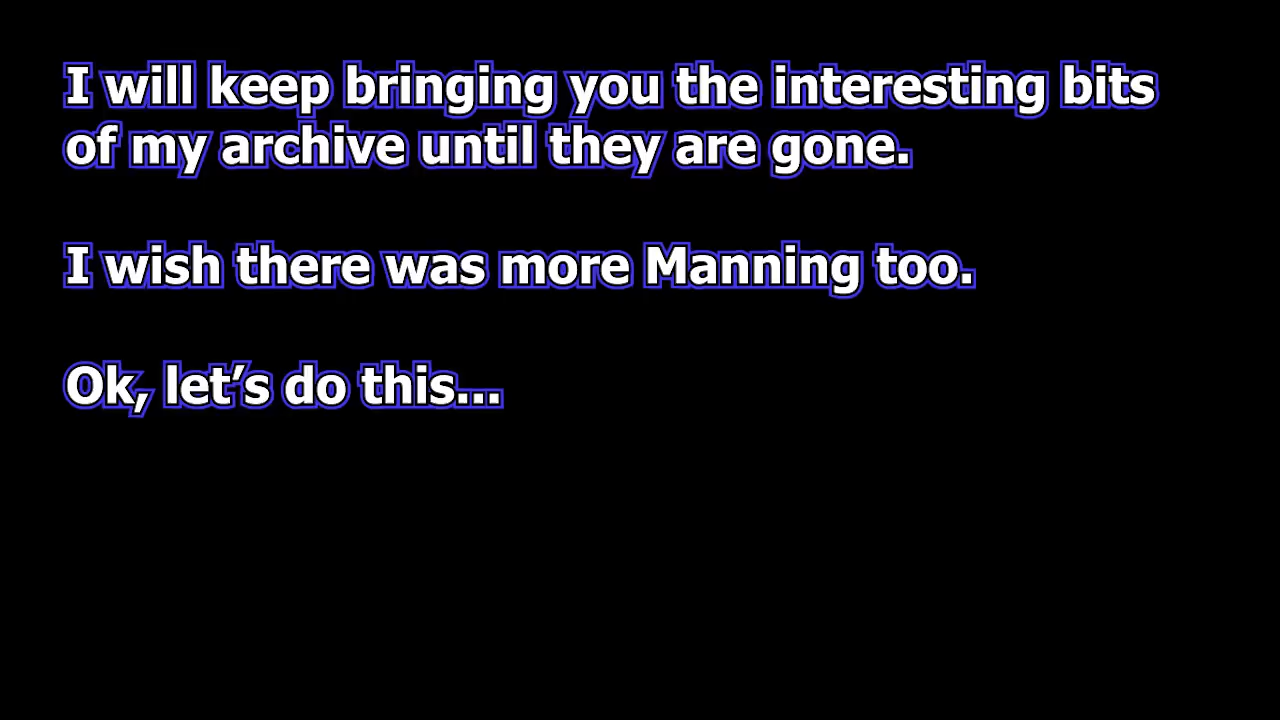 I will keep bringing you the interesting bits
of my archive until they are gone.
I wish there was more Manning too.
Ok, let’s do this...